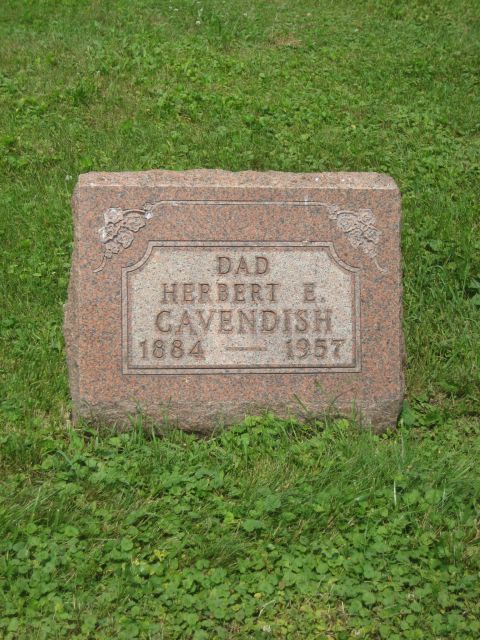 DAD
HERBERT E.
CAVENDISH
1884 — 1957